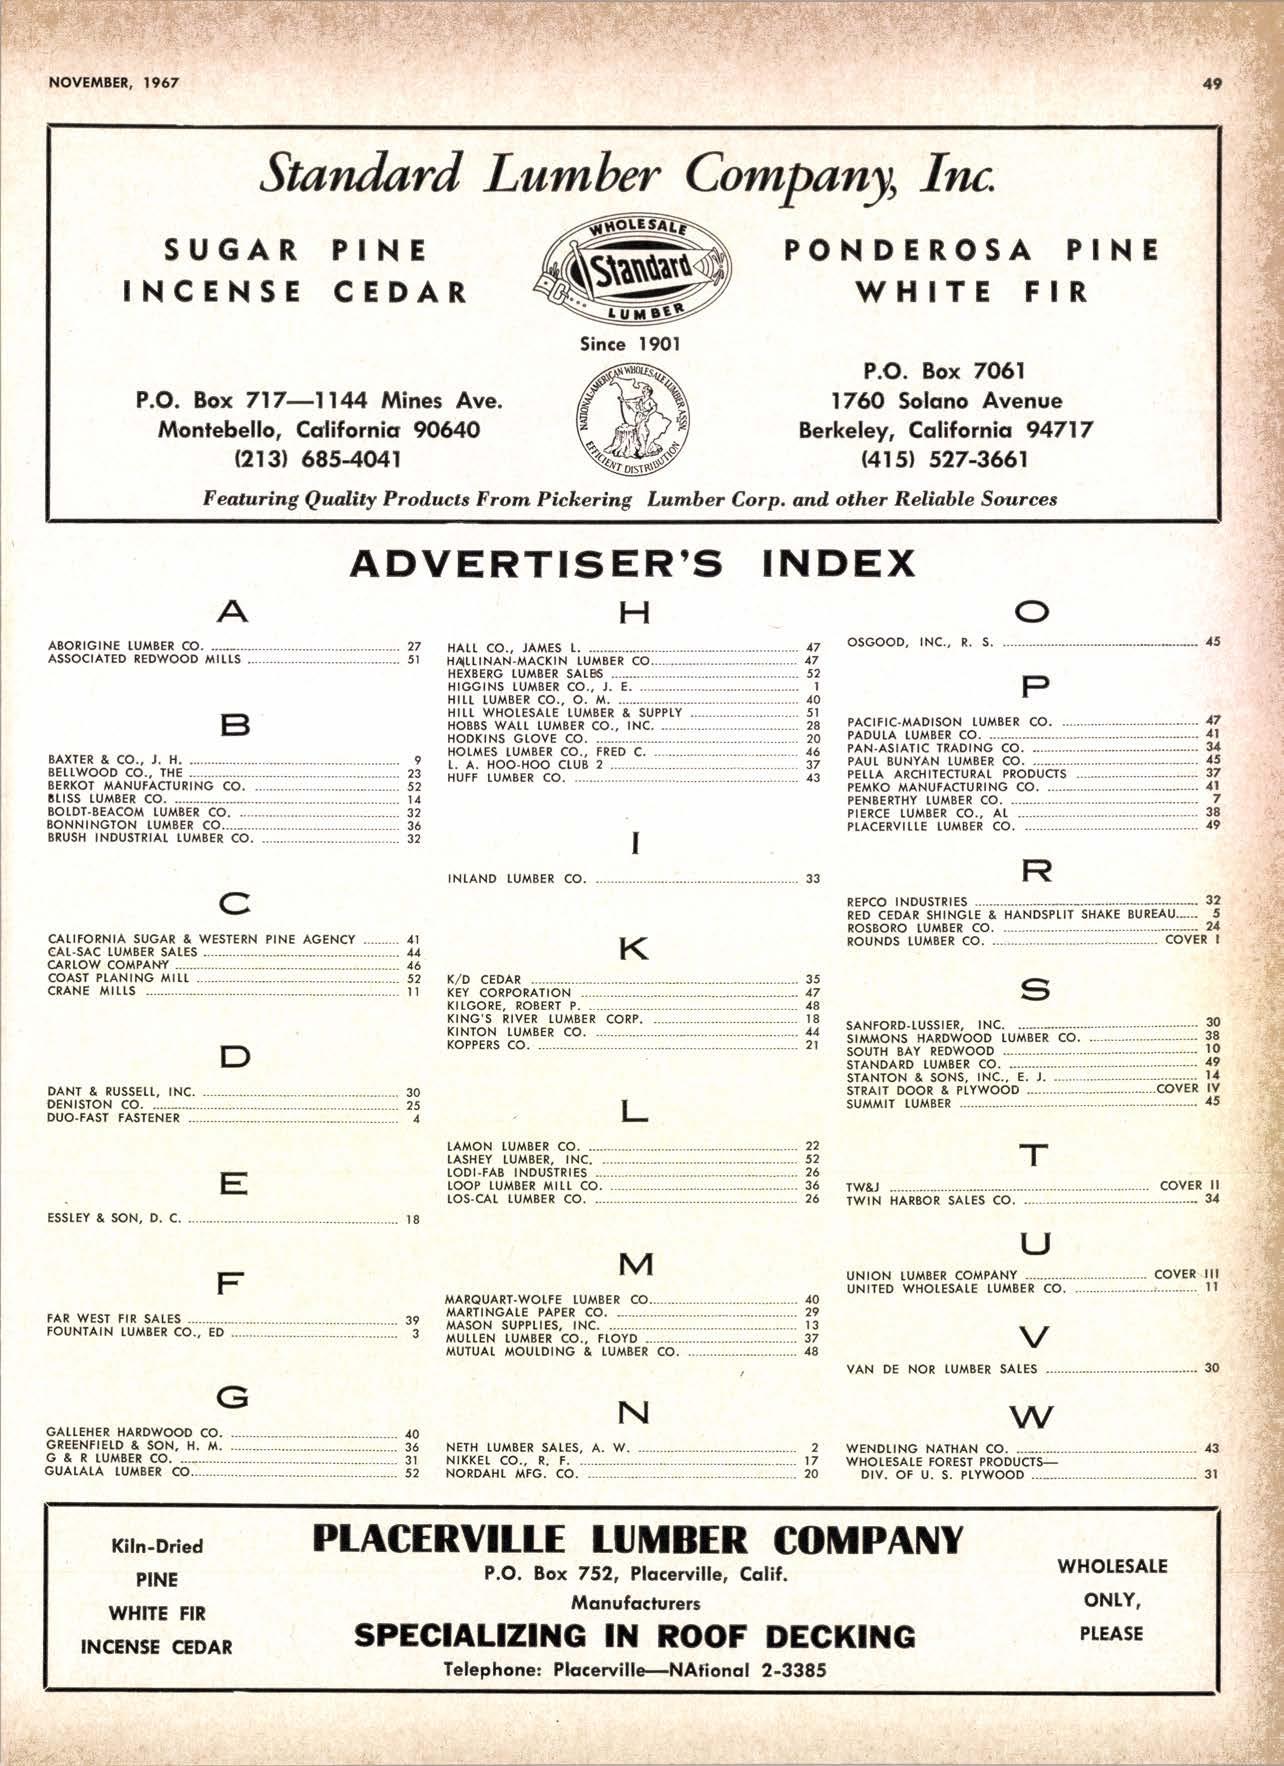 NOVEMBER, 1967
49
Standard Lumber Company, Inc.
SUGAR PINE
INCENSE CEDAR
WHOLESALE
Standard
LUMBER
Since 1901
NATIONAL-AMERICAN WHOLESALE LUMBER ASSN.
EFFICIENT DISTRIBUTION
PONDEROSA PINE
WHITE FIR
P.O. Box 717—1144 Mines Ave.
Montebello, California 90640
(213) 685-4041
P.O. Box 7061
1760 Solano Avenue
Berkeley, California 94717
(415) 527-3661
Featuring Quality Products From Pickering Lumber Corp. and other Reliable Sources
ADVERTISER'S INDEX
A
ABORIGINE LUMBER CO. 27
ASSOCIATED REDWOOD MILLS 51
B
BAXTER & CO., J. H. 9
BELLWOOD CO., THE 23
BERKOT MANUFACTURING CO. 52
BLISS LUMBER CO. 14
BOLDT-BEACOM LUMBER CO. 32
BONNINGTON LUMBER CO. 36
BRUSH INDUSTRIAL LUMBER CO. 32
C
CALIFORNIA SUGAR & WESTERN PINE AGENCY 41
CAL-SAC LUMBER SALES 44
CARLOW COMPANY 46
COAST PLANING MILL 52
CRANE MILLS 11
D
DANT & RUSSELL, INC. 30
DENISTON CO. 25
DUO-FAST FASTENER 4
E
ESSLEY & SON, D. C. 18
F
FAR WEST FIR SALES 39
FOUNTAIN LUMBER CO., ED 3
G
GALLEHER HARDWOOD CO. 40
GREENFIELD & SON, H. M. 36
G & R LUMBER CO. 31
GUALALA LUMBER CO. 52
H
HALL CO., JAMES L. 47
HALLINAN-MACKIN LUMBER CO. 47
HEXBERG LUMBER SALES 52
HIGGINS LUMBER CO., J. E. 1
HILL LUMBER CO., O. M. 40
HILL WHOLESALE LUMBER & SUPPLY 51
HOBBS WALL LUMBER CO., INC. 28
HODKINS GLOVE CO. 20
HOLMES LUMBER CO., FRED C. 46
L. A. HOO-HOO CLUB 2 37
HUFF LUMBER CO. 43
I
INLAND LUMBER CO. 33
K
K/D CEDAR 35
KEY CORPORATION 47
KILGORE, ROBERT P. 48
KING'S RIVER LUMBER CORP. 18
KINTON LUMBER CO. 44
KOPPERS CO. 21
L
LAMON LUMBER CO. 22
LASHEY LUMBER, INC. 52
LODI-FAB INDUSTRIES 26
LOOP LUMBER MILL CO. 36
LOS-CAL LUMBER CO. 26
M
MARQUART-WOLFE LUMBER CO. 40
MARTINGALE PAPER CO. 29
MASON SUPPLIES, INC. 13
MULLEN LUMBER CO., FLOYD 37
MUTUAL MOULDING & LUMBER CO. 48
N
NETH LUMBER SALES, A. W. 2
NIKKEL CO., R. F. 17
NORDAHL MFG. CO. 20
O
OSGOOD, INC., R. S. 45
P
PACIFIC-MADISON LUMBER CO. 47
PADULA LUMBER CO. 41
PAN-ASIATIC TRADING CO. 34
PAUL BUNYAN LUMBER CO. 45
PELLA ARCHITECTURAL PRODUCTS 37
PEMKO MANUFACTURING CO. 41
PENBERTHY LUMBER CO. 7
PIERCE LUMBER CO., AL 38
PLACERVILLE LUMBER CO. 49
R
REPCO INDUSTRIES 32
RED CEDAR SHINGLE & HANDSPLIT SHAKE BUREAU 5
ROSBORO LUMBER CO. 24
ROUNDS LUMBER CO. COVER I
S
SANFORD-LUSSIER, INC. 30
SIMMONS HARDWOOD LUMBER CO. 38
SOUTH BAY REDWOOD 10
STANDARD LUMBER CO. 49
STANTON & SONS, INC., E. J. 14
STRAIT DOOR & PLYWOOD COVER IV
SUMMIT LUMBER 45
T
TW&J COVER II
TWIN HARBOR SALES CO. 34
U
UNION LUMBER COMPANY COVER III
UNITED WHOLESALE LUMBER CO. 11
V
VAN DE NOR LUMBER SALES 30
W
WENDLING NATHAN CO. 43
WHOLESALE FOREST PRODUCTS—
DIV. OF U. S. PLYWOOD 31
Kiln-Dried
PINE
WHITE FIR
INCENSE CEDAR
PLACERVILLE LUMBER COMPANY
P.O. Box 752, Placerville, Calif.
Manufacturers
SPECIALIZING IN ROOF DECKING
Telephone: Placerville—NAtional 2-3385
WHOLESALE
ONLY,
PLEASE